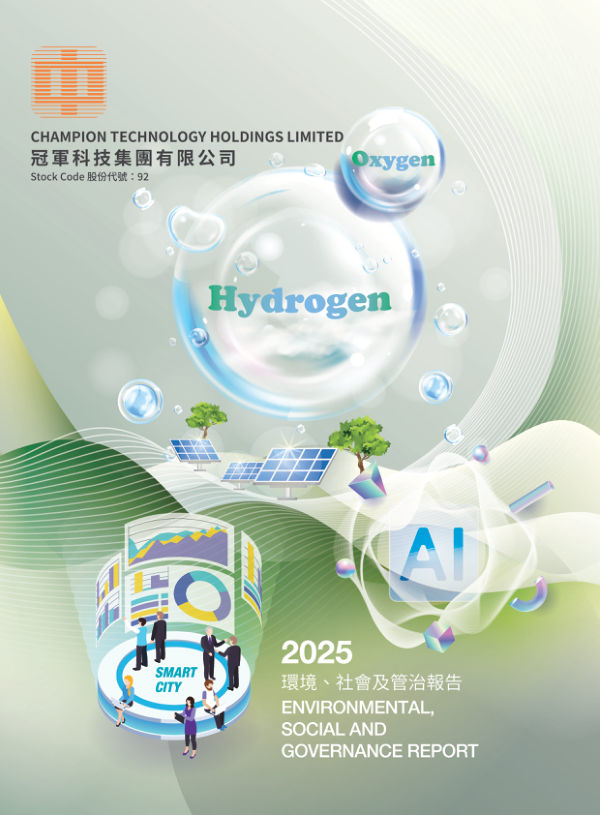 CHAMPION TECHNOLOGY HOLDINGS LIMITED
冠軍科技集團有限公司
Stock Code 股份代號：92
Oxygen
Hydrogen
AI
SMART
CITY
2025
環境、社會及管治報告
ENVIRONMENTAL,
SOCIAL AND
GOVERNANCE REPORT